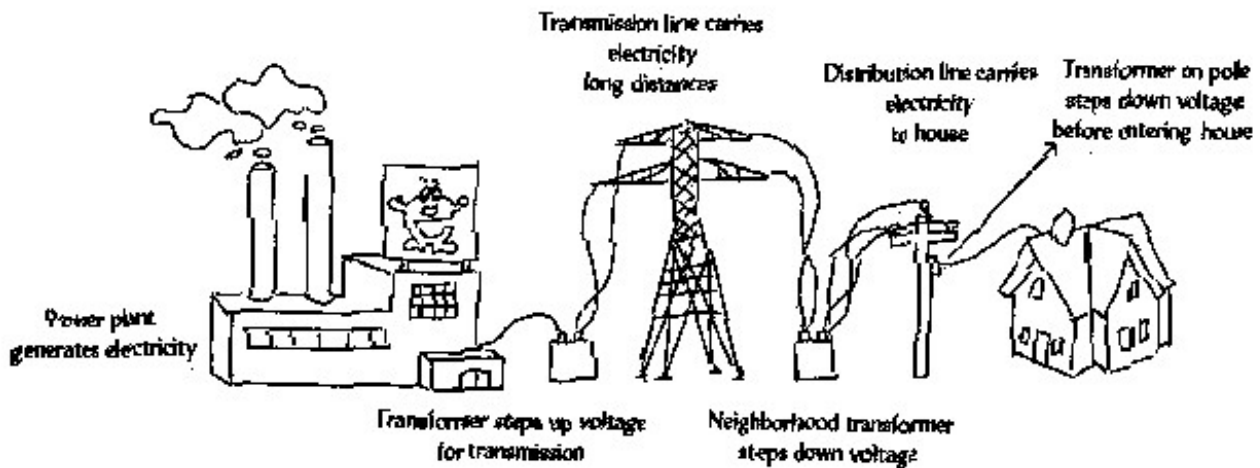 Transmission line carries
electricity
long distances
Distribution line carries
electricity
to house
Transformer on pole
steps down voltage
before entering house
Power plant
generates electricity
Transformer steps up voltage
for transmission
Neighborhood transformer
steps down voltage